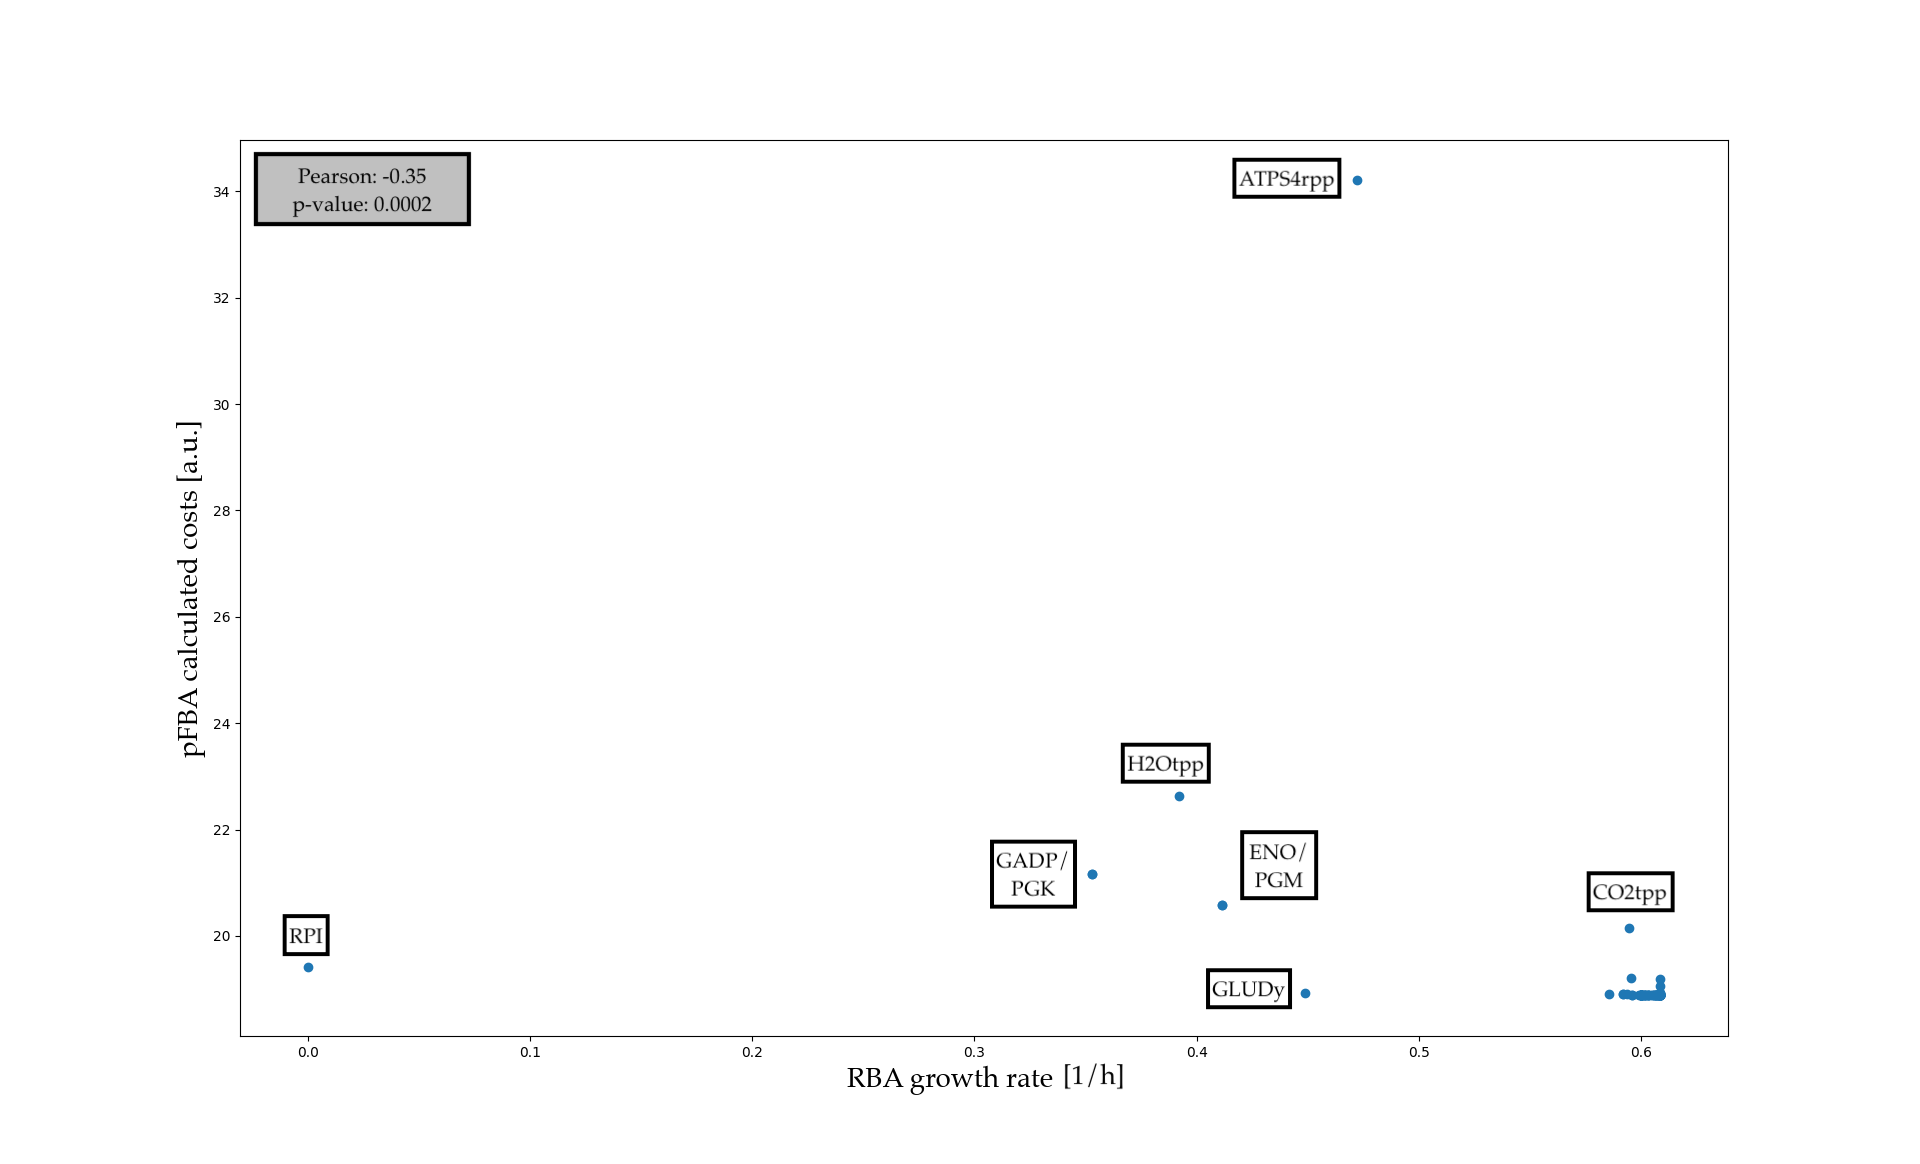 Pearson: -0.35
p-value: 0.0002
ATPS4rpp
34
32
30
28
26
24
22
20
pFBA calculated costs [a.u.]
H2Otpp
GADP/
PGK
ENO/
PGM
CO2tpp
RPI
GLUDy
0.0 0.1 0.2 0.3 0.4 0.5 0.6
RBA growth rate [1/h]